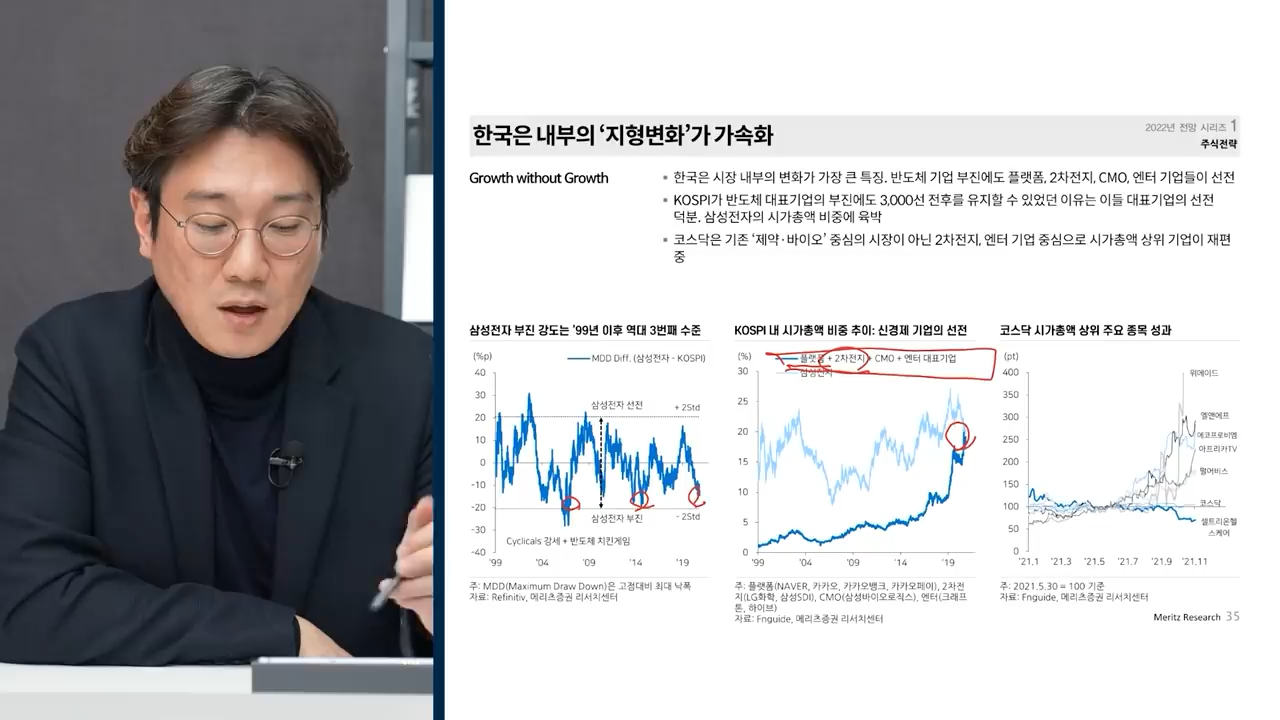 한국은 내부의 ‘지형변화’가 가속화
2022년 전망 시리즈 1
주식전략
Growth without Growth
▪ 한국은 시장 내부의 변화가 가장 큰 특징. 반도체 기업 부진에도 플랫폼, 2차전지, CMO, 엔터 기업들이 선전
▪ KOSPI가 반도체 대표기업의 부진에도 3,000선 전후를 유지할 수 있었던 이유는 이들 대표기업의 선전
덕분. 삼성전자의 시가총액 비중에 육박
▪ 코스닥은 기존 ‘제약·바이오’ 중심의 시장이 아닌 2차전지, 엔터 기업 중심으로 시가총액 상위 기업이 재편
중
삼성전자 부진 강도는 ’99년 이후 역대 3번째 수준
(%p)
MDD Diff. (삼성전자 - KOSPI)
40
30
20
10
0
-10
-20
-30
-40
삼성전자 선전
+ 2Std
삼성전자 부진
- 2Std
Cyclicals 강세 + 반도체 치킨게임
'99
'04
'09
'14
'19
주: MDD(Maximum Draw Down)은 고점대비 최대 낙폭
자료: Refinitiv, 메리츠증권 리서치센터
KOSPI 내 시가총액 비중 추이: 신경제 기업의 선전
(%)
플랫폼 + 2차전지 + CMO + 엔터 대표기업
삼성전자
30
25
20
15
10
5
0
'99
'04
'09
'14
'19
주: 플랫폼(NAVER, 카카오, 카카오뱅크, 카카오페이), 2차전
지(LG화학, 삼성SDI), CMO(삼성바이오로직스), 엔터(크래프
톤, 하이브)
자료: Fnguide, 메리츠증권 리서치센터
코스닥 시가총액 상위 주요 종목 성과
(pt)
400
350
300
250
200
150
100
50
0
위메이드
엘앤에프
에코프로비엠
아프리카TV
펄어비스
코스닥
셀트리온헬
스케어
'21.1
'21.3
'21.5
'21.7
'21.9
'21.11
주: 2021.5.30 = 100 기준
자료: Fnguide, 메리츠증권 리서치센터
Meritz Research 35